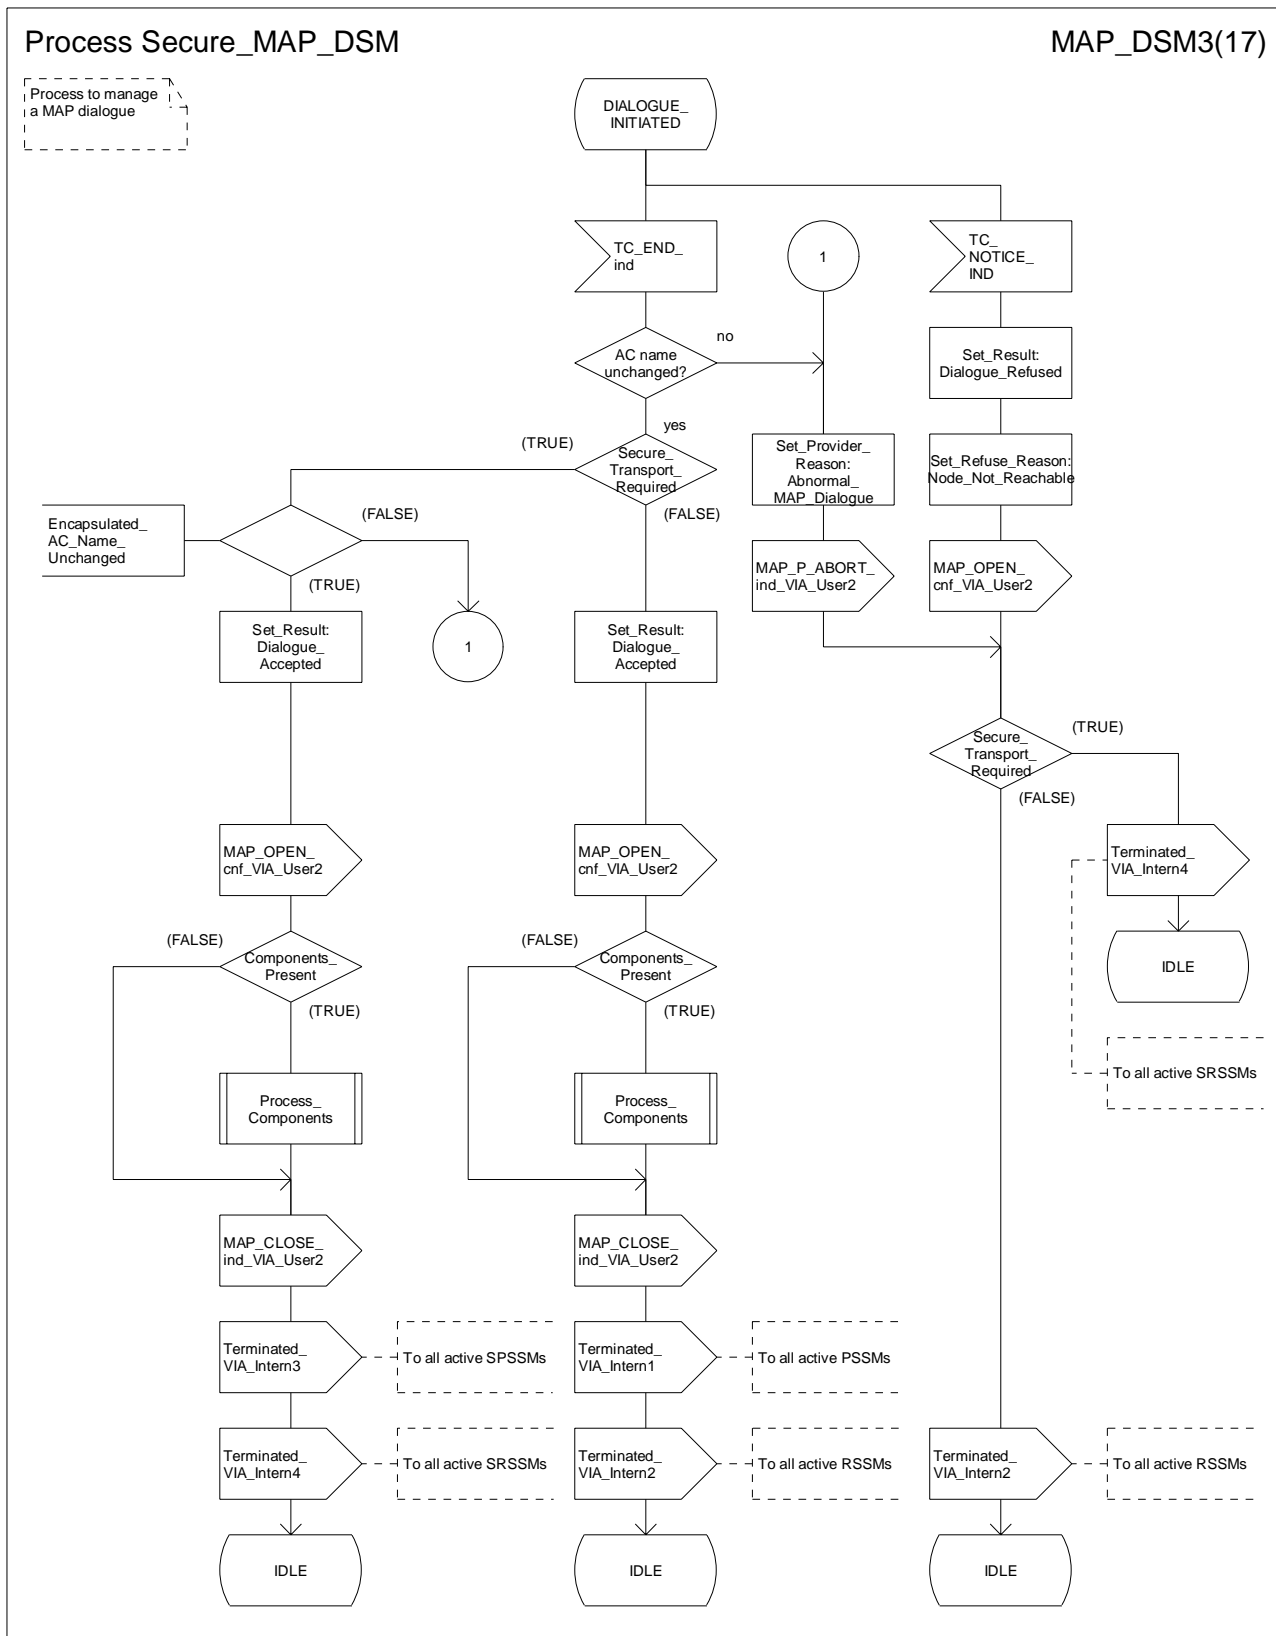 Process Secure_MAP_DSM
MAP_DSM3(17)
Process to manage
a MAP dialogue
DIALOGUE_
INITIATED
TC_END_
ind
1
TC_
NOTICE_
IND
AC name
unchanged?
no
yes
Set_Result:
Dialogue_Refused
(TRUE)
Secure_
Transport_
Required
(FALSE)
Set_Provider_
Reason:
Abnormal_
MAP_Dialogue
Set_Refuse_Reason:
Node_Not_Reachable
Encapsulated_
AC_Name_
Unchanged
(FALSE)
(TRUE)
MAP_P_ABORT_
ind_VIA_User2
MAP_OPEN_
cnf_VIA_User2
Set_Result:
Dialogue_
Accepted
1
Set_Result:
Dialogue_
Accepted
Secure_
Transport_
Required
(TRUE)
(FALSE)
MAP_OPEN_
cnf_VIA_User2
MAP_OPEN_
cnf_VIA_User2
Terminated_
VIA_Intern4
(FALSE)
Components_
Present
(TRUE)
(FALSE)
Components_
Present
(TRUE)
IDLE
To all active SRSSMs
Process_
Components
Process_
Components
MAP_CLOSE_
ind_VIA_User2
MAP_CLOSE_
ind_VIA_User2
Terminated_
VIA_Intern3
To all active SPSSMs
Terminated_
VIA_Intern1
To all active PSSMs
Terminated_
VIA_Intern4
To all active SRSSMs
Terminated_
VIA_Intern2
To all active RSSMs
Terminated_
VIA_Intern2
To all active RSSMs
IDLE
IDLE
IDLE